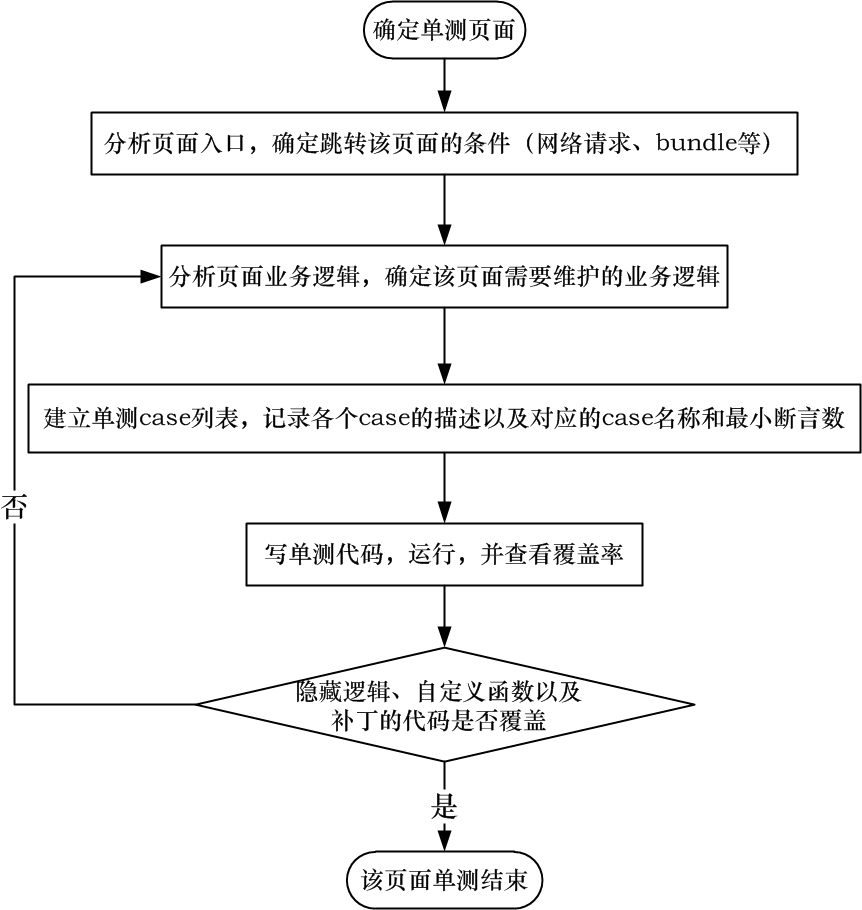 确定单测页面
分析页面入口，确定跳转该页面的条件（网络请求、bundle等）
分析页面业务逻辑，确定该页面需要维护的业务逻辑
建立单测case列表，记录各个case的描述以及对应的case名称和最小断言数
否
写单测代码，运行，并查看覆盖率
隐藏逻辑、自定义函数以及
补丁的代码是否覆盖
是
该页面单测结束